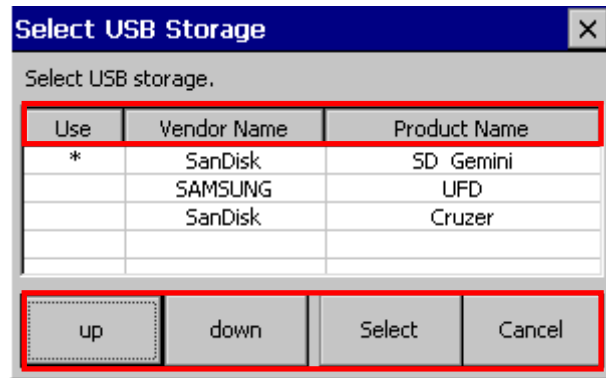 Select USB Storage
Select USB storage.
Use Vendor Name Product Name
* SanDisk SD Gemini
SAMSUNG UFD
SanDisk Cruzer
up down Select Cancel